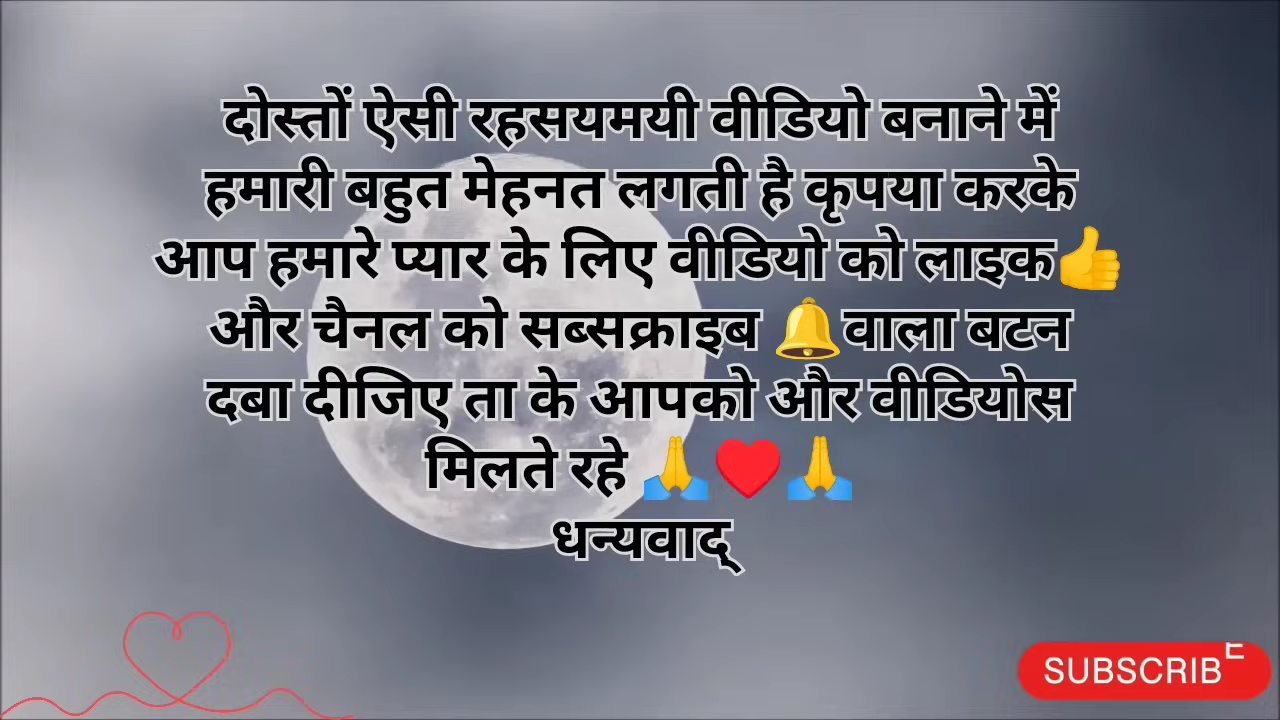 दोस्तों ऐसी रहसयमयी वीडियो बनाने में
हमारी बहुत मेहनत लगती है कृपया करके
आप हमारे प्यार के लिए वीडियो को लाइक👍
और चैनल को सब्सक्राइब 🔔वाला बटन
दबा दीजिए ता के आपको और वीडियोस
मिलते रहे 🙏♥️🙏
धन्यवाद्
SUBSCRIBE